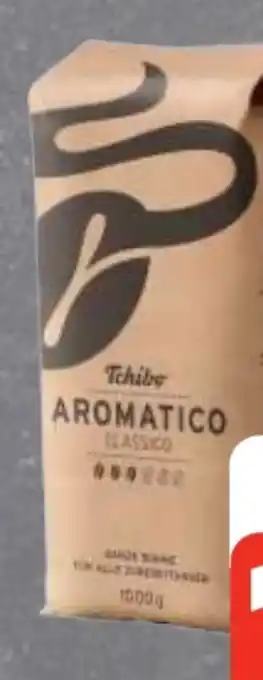 Tchibo
AROMATICO
CLASSICO
GANZE BOHNE
FÜR ALLE ZUBEREITUNGEN
1000g